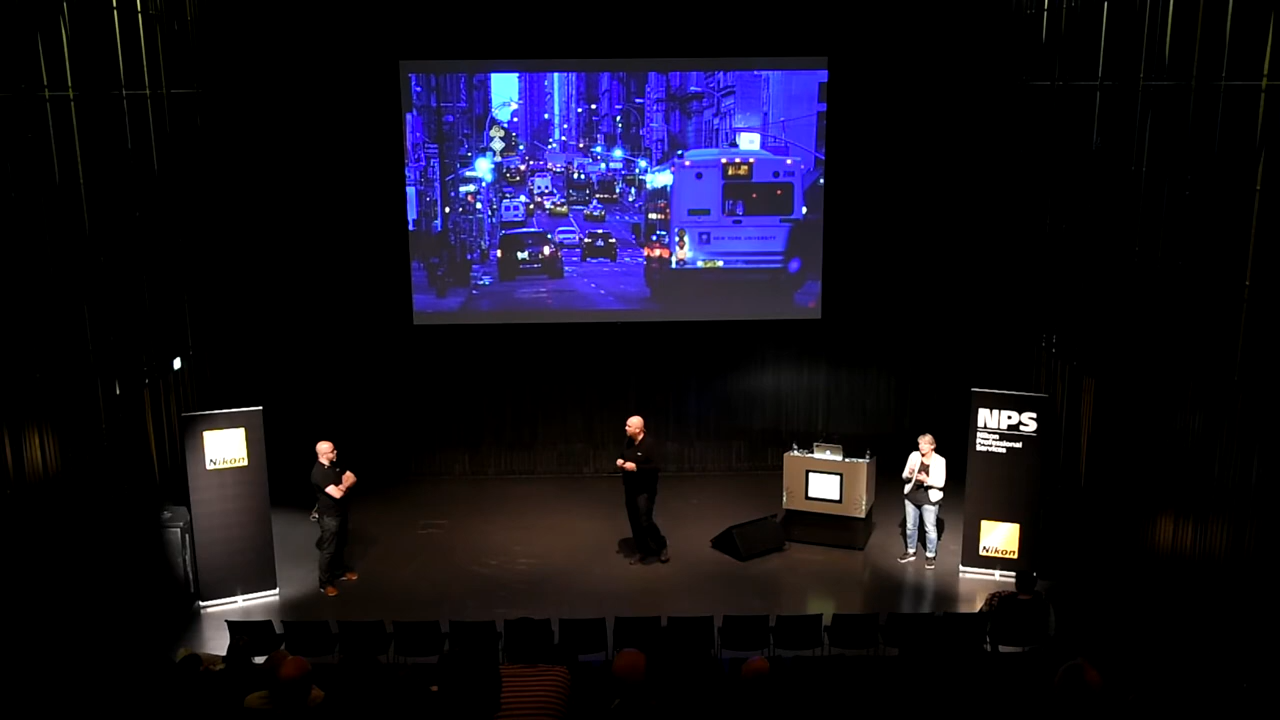 NEW YORK UNIVERSITY
Nikon
NPS
Nikon
Professional
Services
Nikon